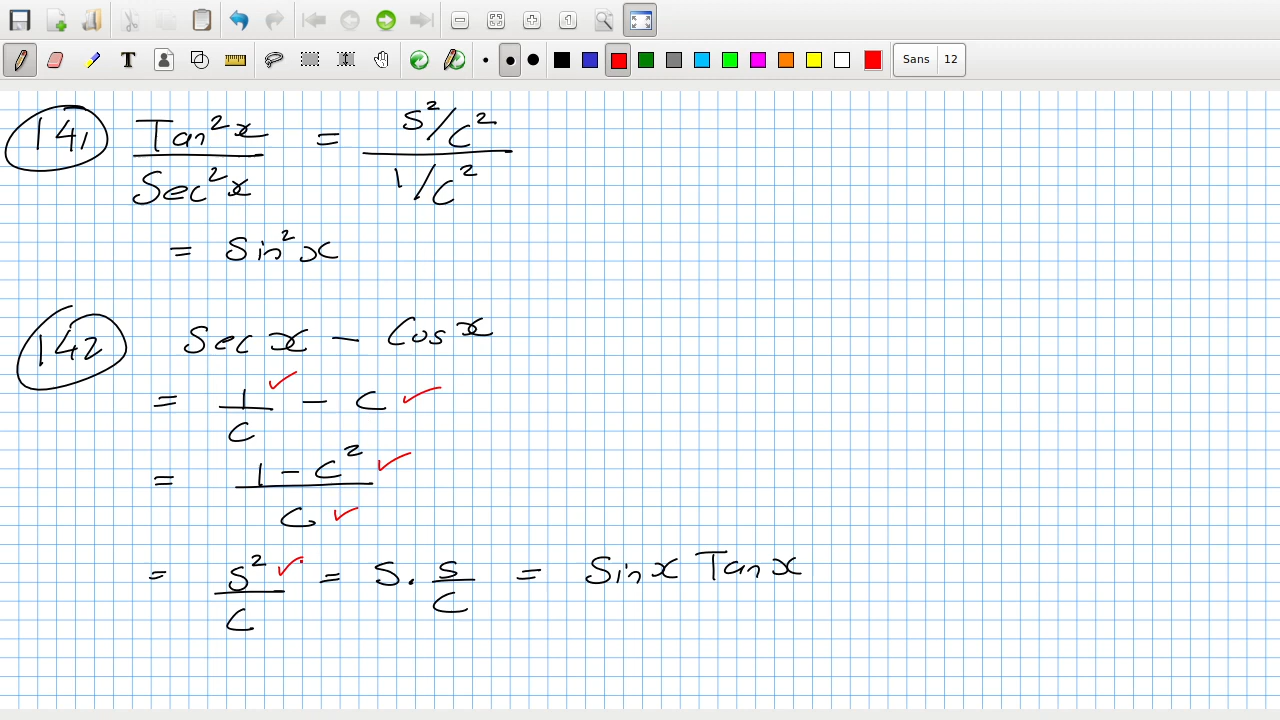 Sans 12
141 Tan²x / Sec²x = S²/C² / 1/C²
= Sin²x
142 Sec x − Cos x
= 1/C ✓ − C ✓
= 1 − C² ✓ / C ✓
= S² ✓ / C = S . S/C = Sin x Tan x